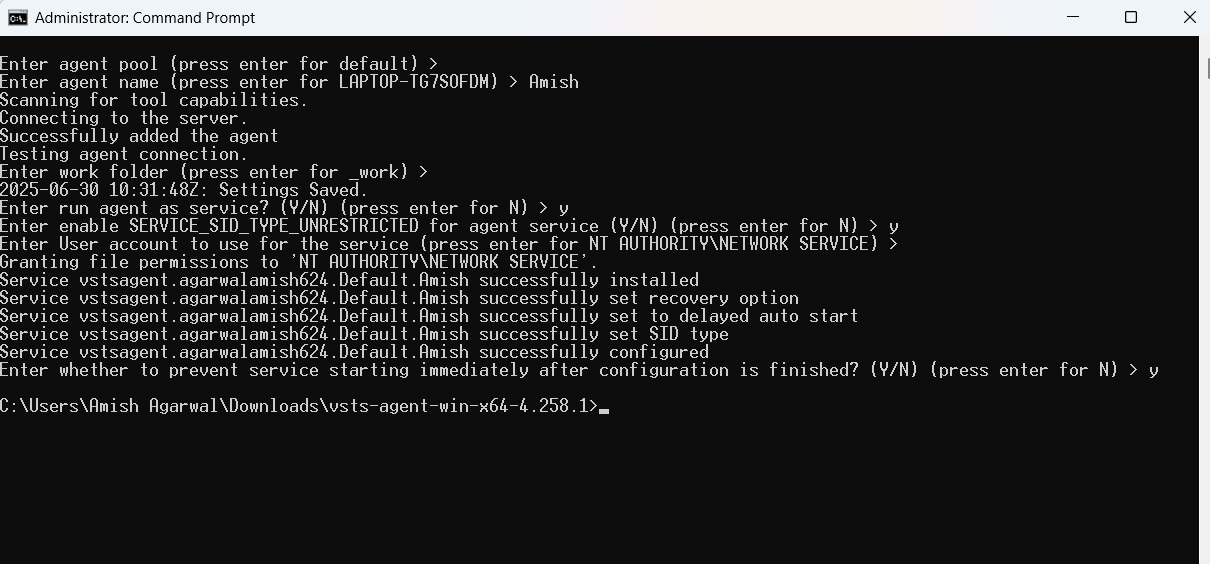 Administrator: Command Prompt
Enter agent pool (press enter for default) >
Enter agent name (press enter for LAPTOP-TG7SOFDM) > Amish
Scanning for tool capabilities.
Connecting to the server.
Successfully added the agent
Testing agent connection.
Enter work folder (press enter for _work) >
2025-06-30 10:31:48Z: Settings Saved.
Enter run agent as service? (Y/N) (press enter for N) > y
Enter enable SERVICE_SID_TYPE_UNRESTRICTED for agent service (Y/N) (press enter for N) > y
Enter User account to use for the service (press enter for NT AUTHORITY\NETWORK SERVICE) >
Granting file permissions to 'NT AUTHORITY\NETWORK SERVICE'.
Service vstsagent.agarwalamish624.Default.Amish successfully installed
Service vstsagent.agarwalamish624.Default.Amish successfully set recovery option
Service vstsagent.agarwalamish624.Default.Amish successfully set to delayed auto start
Service vstsagent.agarwalamish624.Default.Amish successfully set SID type
Service vstsagent.agarwalamish624.Default.Amish successfully configured
Enter whether to prevent service starting immediately after configuration is finished? (Y/N) (press enter for N) > y
C:\Users\Amish Agarwal\Downloads\vsts-agent-win-x64-4.258.1>